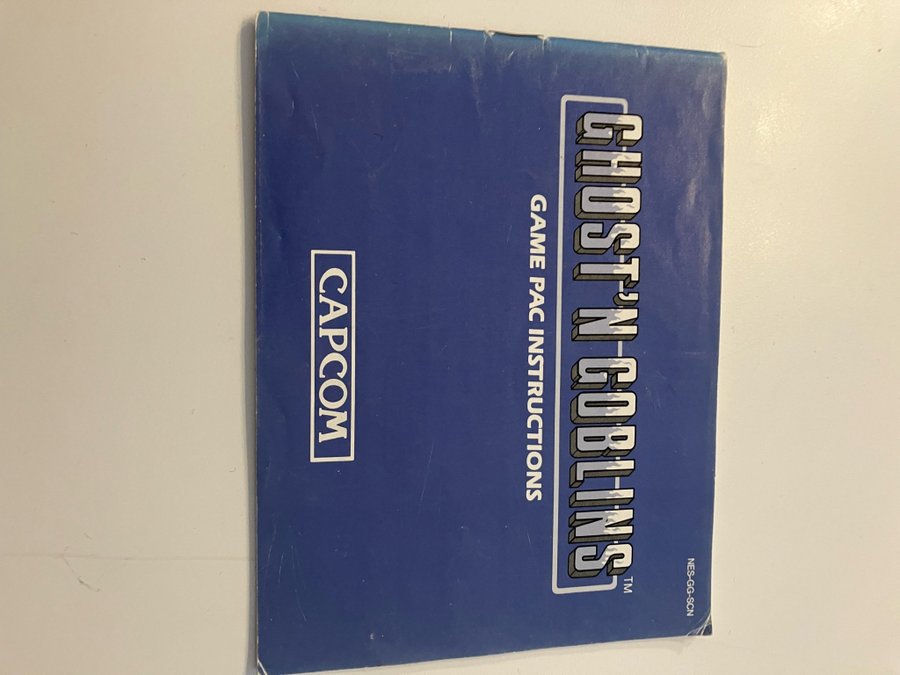 NES-GG-SCN
GHOST'N GOBLINS™
GAME PAC INSTRUCTIONS
CAPCOM